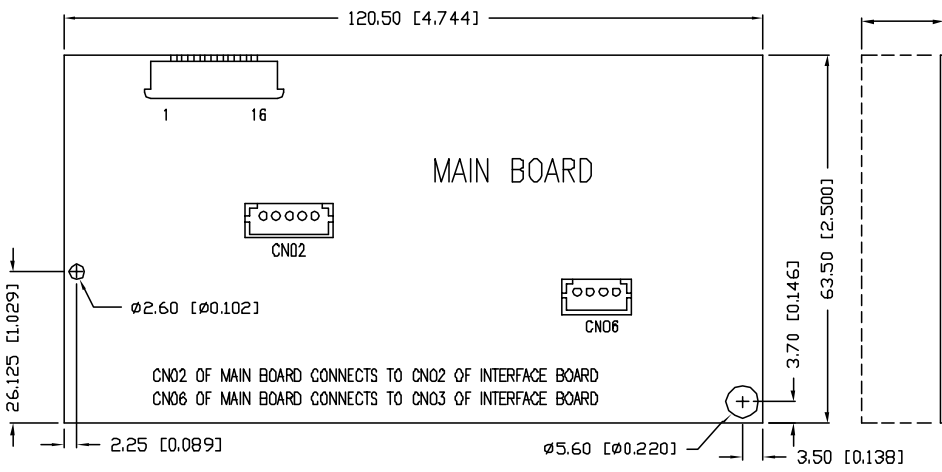 120.50 [4.744]
1 16
MAIN BOARD
63.50 [2.500]
CN02
26.125 [1.029]
ø2.60 [ø0.102]
3.70 [0.146]
CN06
CN02 OF MAIN BOARD CONNECTS TO CN02 OF INTERFACE BOARD
CN06 OF MAIN BOARD CONNECTS TO CN03 OF INTERFACE BOARD
2.25 [0.089]
ø5.60 [ø0.220]
3.50 [0.138]